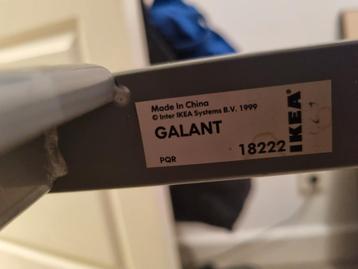 Made in China
© Inter IKEA Systems B.V. 1999
GALANT
PQR
18222
IKEA